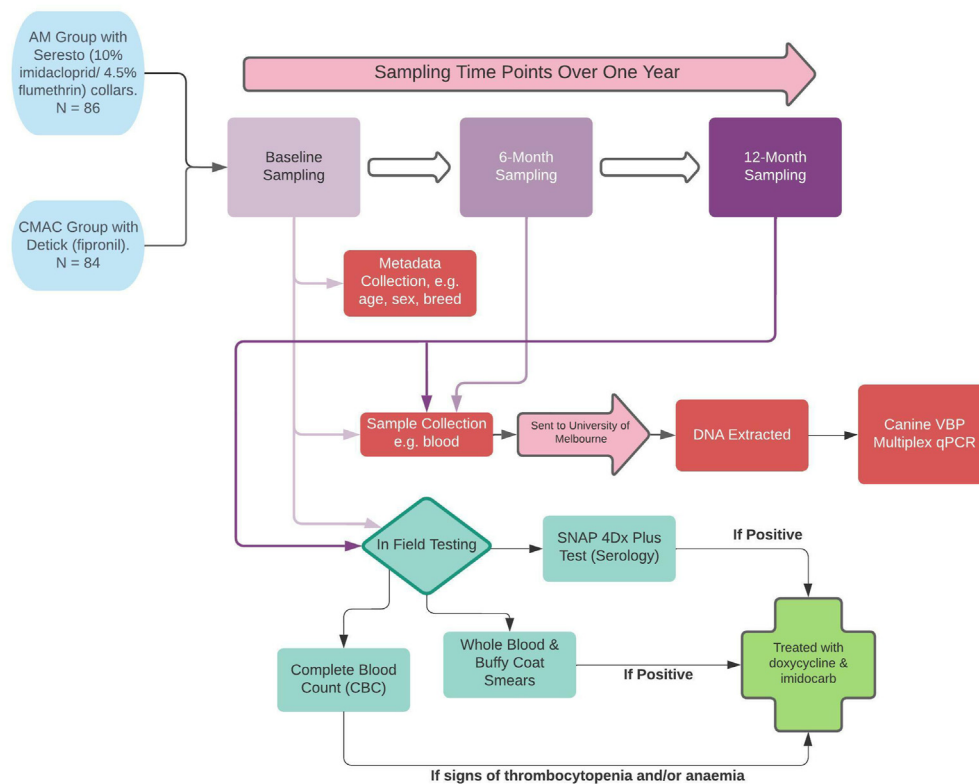 AM Group with
Seresto (10%
imidacloprid/ 4.5%
flumethrin) collars.
N = 86
Sampling Time Points Over One Year
Baseline
Sampling
6-Month
Sampling
12-Month
Sampling
CMAC Group with
Detick (fipronil).
N = 84
Metadata
Collection, e.g.
age, sex, breed
Sample Collection
e.g. blood
Sent to University of
Melbourne
DNA Extracted
Canine VBP
Multiplex qPCR
In Field Testing
SNAP 4Dx Plus
Test (Serology)
If Positive
Complete Blood
Count (CBC)
Whole Blood &
Buffy Coat
Smears
If Positive
Treated with
doxycycline &
imidocarb
If signs of thrombocytopenia and/or anaemia